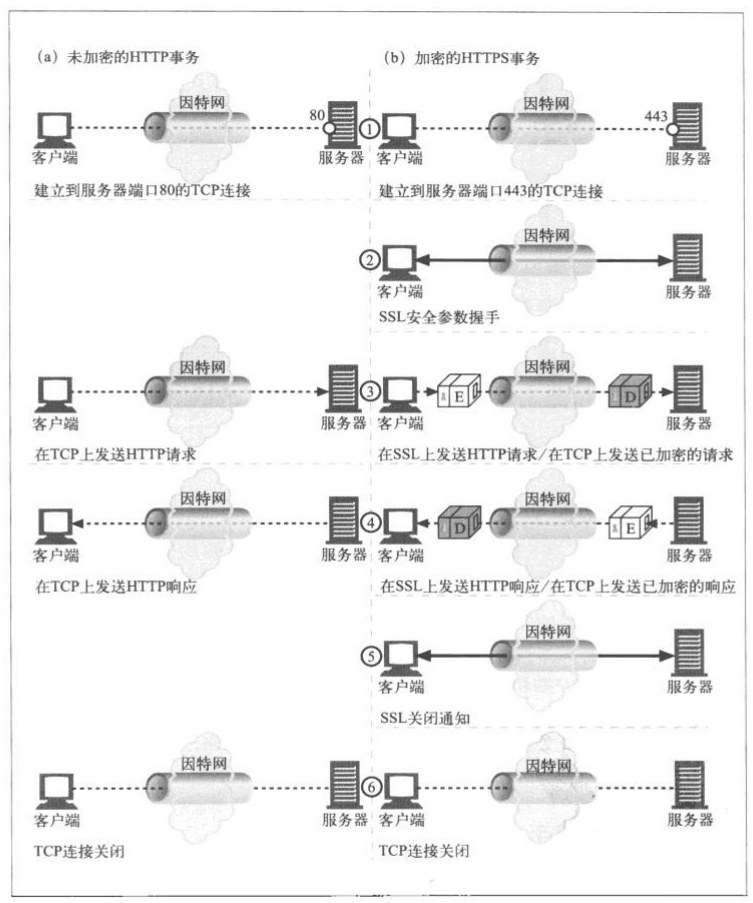 (a) 未加密的HTTP事务
(b) 加密的HTTPS事务
因特网
80
客户端
服务器
建立到服务器端口80的TCP连接
①
因特网
443
客户端
服务器
建立到服务器端口443的TCP连接
②
因特网
客户端
服务器
SSL安全参数握手
因特网
客户端
服务器
在TCP上发送HTTP请求
③
因特网
E
D
客户端
服务器
在SSL上发送HTTP请求/在TCP上发送已加密的请求
因特网
客户端
服务器
在TCP上发送HTTP响应
④
因特网
D
E
客户端
服务器
在SSL上发送HTTP响应/在TCP上发送已加密的响应
⑤
因特网
客户端
服务器
SSL关闭通知
因特网
客户端
服务器
TCP连接关闭
⑥
因特网
客户端
服务器
TCP连接关闭